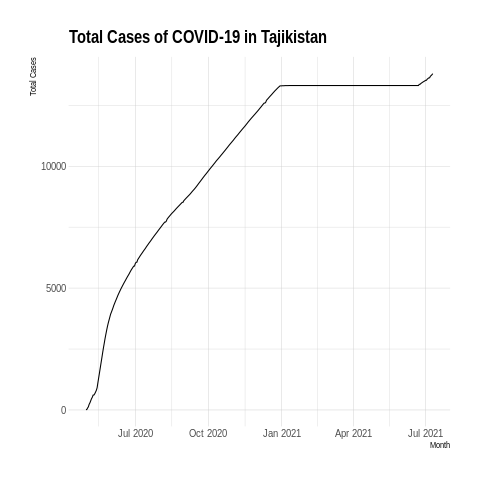 Total Cases of COVID-19 in Tajikistan
Total Cases
10000
5000
0
Jul 2020 Oct 2020 Jan 2021 Apr 2021 Jul 2021
Month